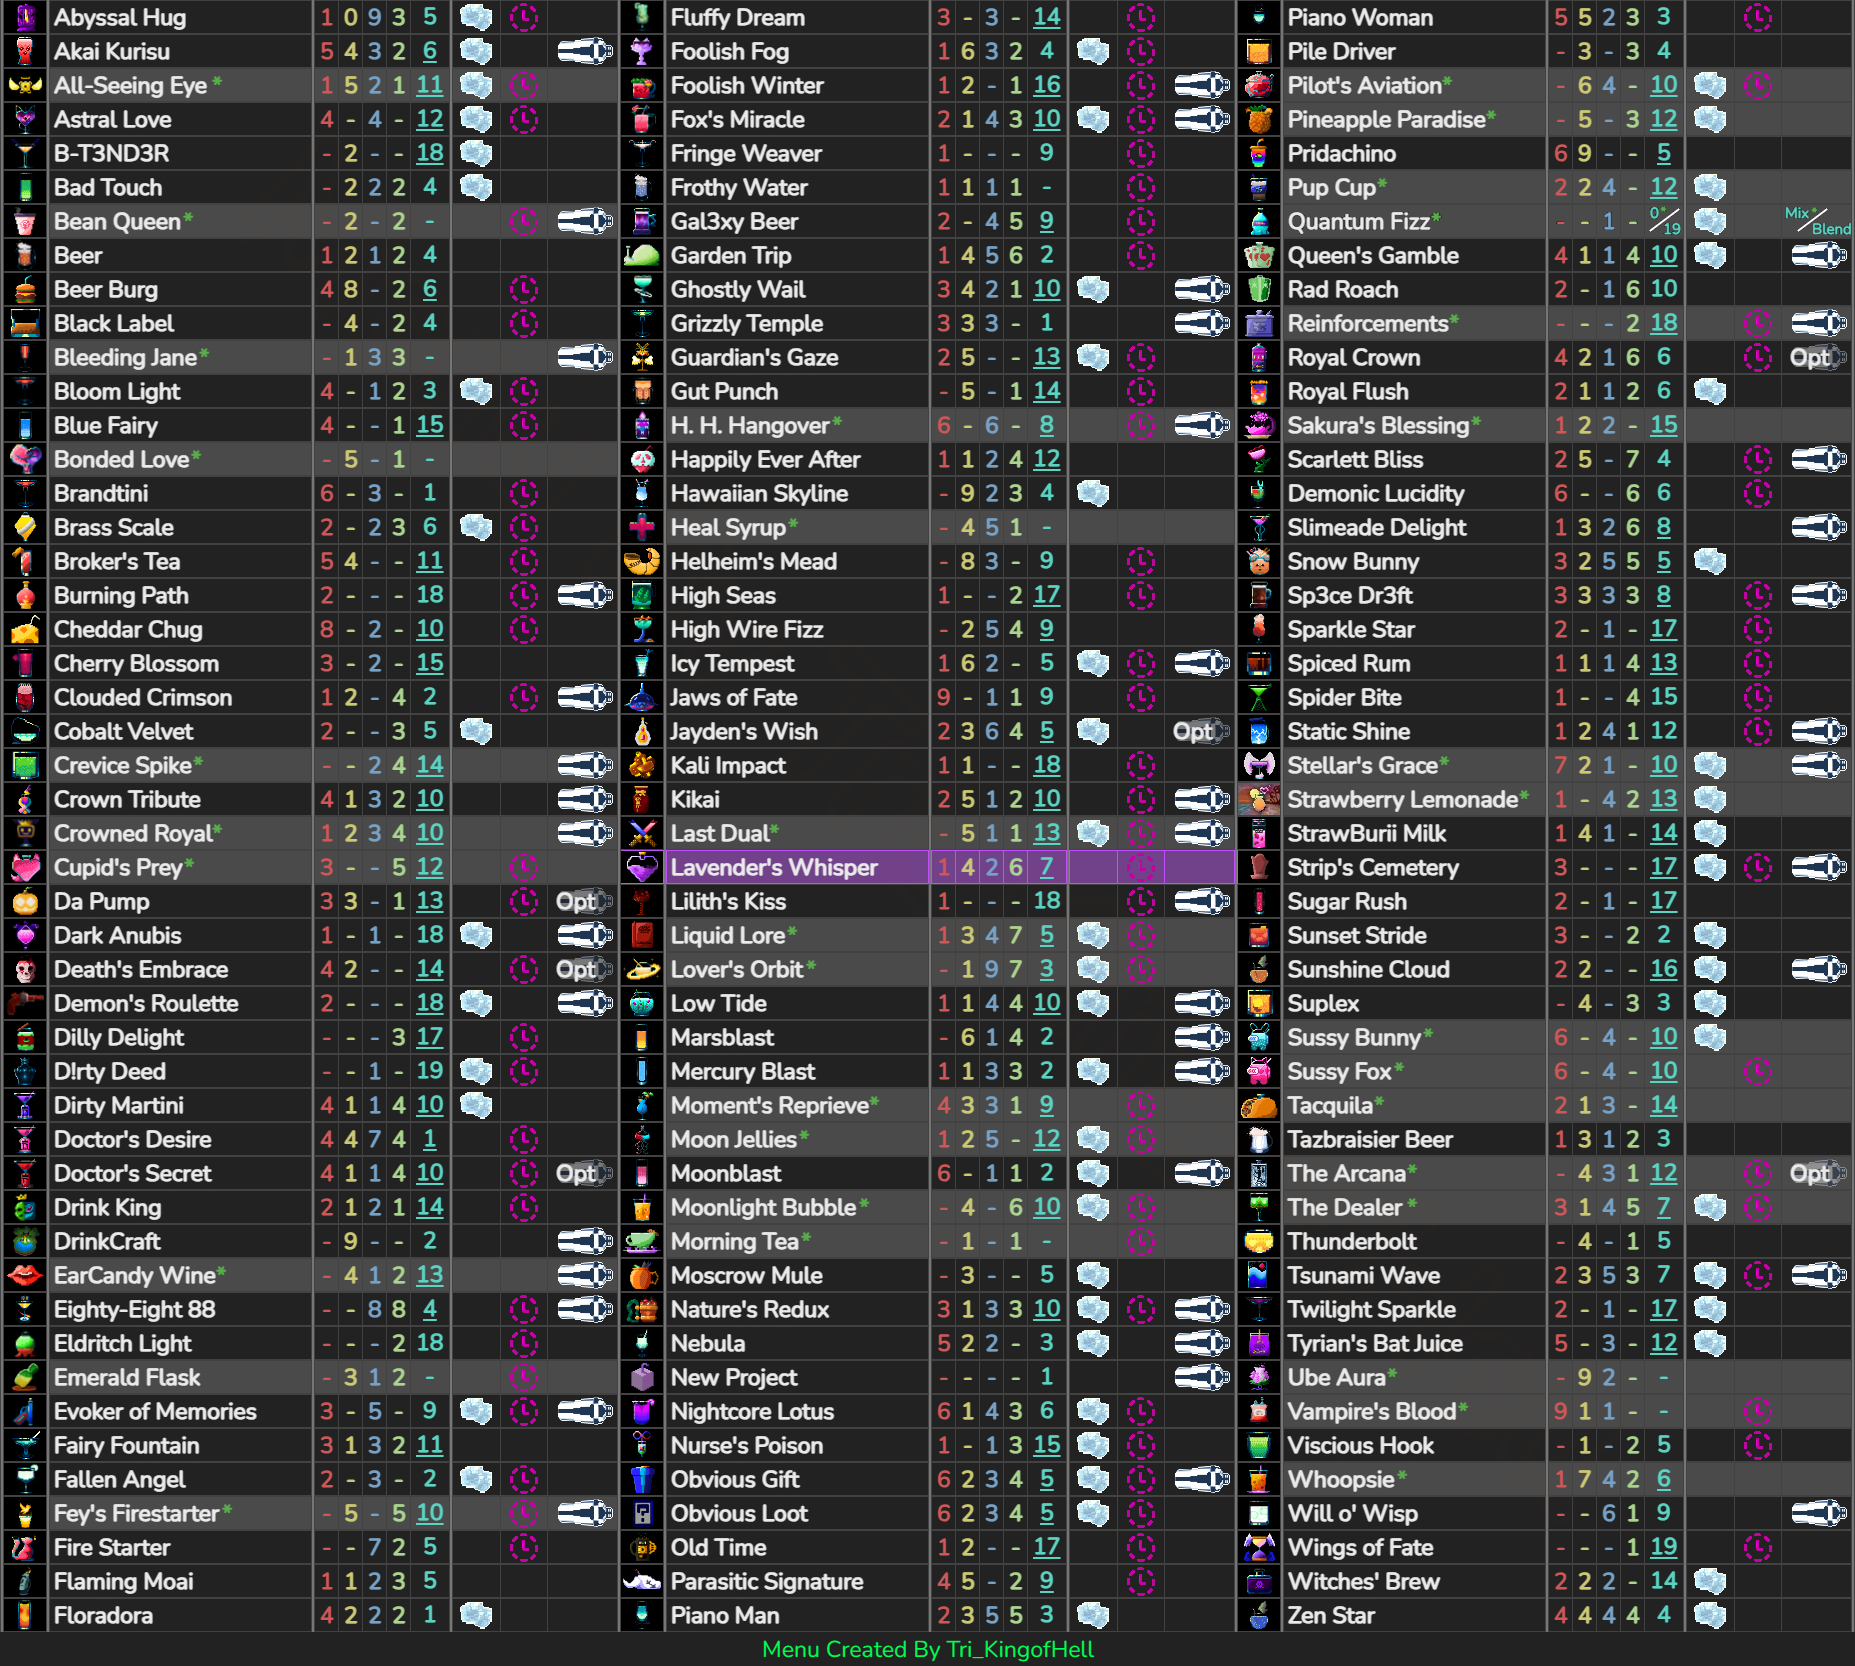 Abyssal Hug 1 0 9 3 5
Akai Kurisu 5 4 3 2 6
All-Seeing Eye * 1 5 2 1 11
Astral Love 4 - 4 - 12
B-T3ND3R - 2 - - 18
Bad Touch - 2 2 2 4
Bean Queen* - 2 - 2 -
Beer 1 2 1 2 4
Beer Burg 4 8 - 2 6
Black Label - 4 - 2 4
Bleeding Jane* - 1 3 3 -
Bloom Light 4 - 1 2 3
Blue Fairy 4 - - 1 15
Bonded Love* - 5 - 1 -
Brandtini 6 - 3 - 1
Brass Scale 2 - 2 3 6
Broker's Tea 5 4 - - 11
Burning Path 2 - - - 18
Cheddar Chug 8 - 2 - 10
Cherry Blossom 3 - 2 - 15
Clouded Crimson 1 2 - 4 2
Cobalt Velvet 2 - - 3 5
Crevice Spike* - - 2 4 14
Crown Tribute 4 1 3 2 10
Crowned Royal* 1 2 3 4 10
Cupid's Prey* 3 - - 5 12
Da Pump 3 3 - 1 13 Opt
Dark Anubis 1 - 1 - 18
Death's Embrace 4 2 - - 14 Opt
Demon's Roulette 2 - - - 18
Dilly Delight - - - 3 17
D!rty Deed - - 1 - 19
Dirty Martini 4 1 1 4 10
Doctor's Desire 4 4 7 4 1
Doctor's Secret 4 1 1 4 10 Opt
Drink King 2 1 2 1 14
DrinkCraft - 9 - - 2
EarCandy Wine* - 4 1 2 13
Eighty-Eight 88 - - 8 8 4
Eldritch Light - - - 2 18
Emerald Flask - 3 1 2 -
Evoker of Memories 3 - 5 - 9
Fairy Fountain 3 1 3 2 11
Fallen Angel 2 - 3 - 2
Fey's Firestarter * - 5 - 5 10
Fire Starter - - 7 2 5
Flaming Moai 1 1 2 3 5
Floradora 4 2 2 2 1
Fluffy Dream 3 - 3 - 14
Foolish Fog 1 6 3 2 4
Foolish Winter 1 2 - 1 16
Fox's Miracle 2 1 4 3 10
Fringe Weaver 1 - - - 9
Frothy Water 1 1 1 1 -
Gal3xy Beer 2 - 4 5 9
Garden Trip 1 4 5 6 2
Ghostly Wail 3 4 2 1 10
Grizzly Temple 3 3 3 - 1
Guardian's Gaze 2 5 - - 13
Gut Punch - 5 - 1 14
H. H. Hangover* 6 - 6 - 8
Happily Ever After 1 1 2 4 12
Hawaiian Skyline - 9 2 3 4
Heal Syrup* - 4 5 1 -
Helheim's Mead - 8 3 - 9
High Seas 1 - - 2 17
High Wire Fizz - 2 5 4 9
Icy Tempest 1 6 2 - 5
Jaws of Fate 9 - 1 1 9
Jayden's Wish 2 3 6 4 5 Opt
Kali Impact 1 1 - - 18
Kikai 2 5 1 2 10
Last Dual* - 5 1 1 13
Lavender's Whisper 1 4 2 6 7
Lilith's Kiss 1 - - - 18
Liquid Lore* 1 3 4 7 5
Lover's Orbit * - 1 9 7 3
Low Tide 1 1 4 4 10
Marsblast - 6 1 4 2
Mercury Blast 1 1 3 3 2
Moment's Reprieve* 4 3 3 1 9
Moon Jellies* 1 2 5 - 12
Moonblast 6 - 1 1 2
Moonlight Bubble* - 4 - 6 10
Morning Tea* - 1 - 1 -
Moscrow Mule - 3 - - 5
Nature's Redux 3 1 3 3 10
Nebula 5 2 2 - 3
New Project - - - - 1
Nightcore Lotus 6 1 4 3 6
Nurse's Poison 1 - 1 3 15
Obvious Gift 6 2 3 4 5
Obvious Loot 6 2 3 4 5
Old Time 1 2 - - 17
Parasitic Signature 4 5 - 2 9
Piano Man 2 3 5 5 3
Piano Woman 5 5 2 3 3
Pile Driver - 3 - 3 4
Pilot's Aviation* - 6 4 - 10
Pineapple Paradise* - 5 - 3 12
Pridachino 6 9 - - 5
Pup Cup* 2 2 4 - 12
Quantum Fizz* - - 1 - 0*/19 Mix*/Blend
Queen's Gamble 4 1 1 4 10
Rad Roach 2 - 1 6 10
Reinforcements* - - - 2 18
Royal Crown 4 2 1 6 6 Opt
Royal Flush 2 1 1 2 6
Sakura's Blessing* 1 2 2 - 15
Scarlett Bliss 2 5 - 7 4
Demonic Lucidity 6 - - 6 6
Slimeade Delight 1 3 2 6 8
Snow Bunny 3 2 5 5 5
Sp3ce Dr3ft 3 3 3 3 8
Sparkle Star 2 - 1 - 17
Spiced Rum 1 1 1 4 13
Spider Bite 1 - - 4 15
Static Shine 1 2 4 1 12
Stellar's Grace* 7 2 1 - 10
Strawberry Lemonade* 1 - 4 2 13
StrawBurii Milk 1 4 1 - 14
Strip's Cemetery 3 - - - 17
Sugar Rush 2 - 1 - 17
Sunset Stride 3 - - 2 2
Sunshine Cloud 2 2 - - 16
Suplex - 4 - 3 3
Sussy Bunny* 6 - 4 - 10
Sussy Fox* 6 - 4 - 10
Tacquila* 2 1 3 - 14
Tazbraisier Beer 1 3 1 2 3
The Arcana* - 4 3 1 12 Opt
The Dealer * 3 1 4 5 7
Thunderbolt - 4 - 1 5
Tsunami Wave 2 3 5 3 7
Twilight Sparkle 2 - 1 - 17
Tyrian's Bat Juice 5 - 3 - 12
Ube Aura* - 9 2 - -
Vampire's Blood* 9 1 1 - -
Viscious Hook - 1 - 2 5
Whoopsie* 1 7 4 2 6
Will o' Wisp - - 6 1 9
Wings of Fate - - - 1 19
Witches' Brew 2 2 2 - 14
Zen Star 4 4 4 4 4
Menu Created By Tri_KingofHell